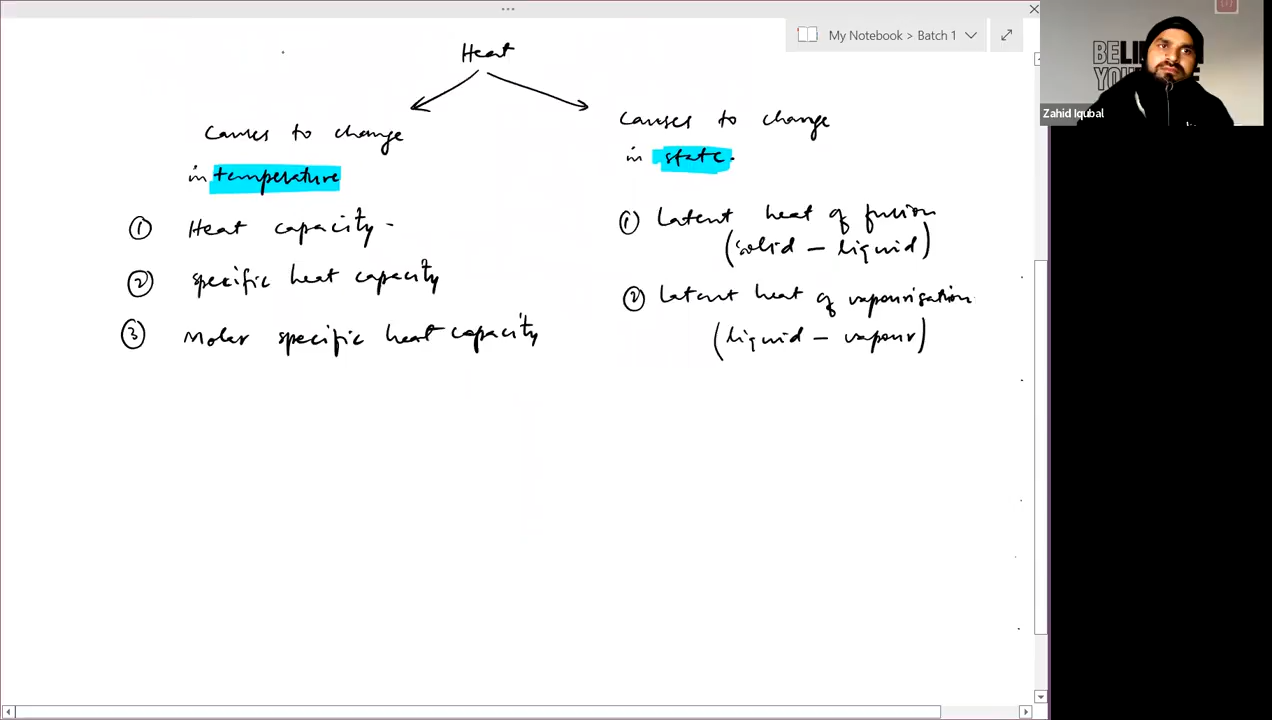 My Notebook > Batch 1
Heat
Causes to change
in temperature
① Heat capacity -
② specific heat capacity
③ Molar specific heat capacity
Causes to change
in state.
① Latent heat of fusion
(solid - liquid)
② Latent heat of vapourisation
(liquid - vapour)
Zahid Iqubal